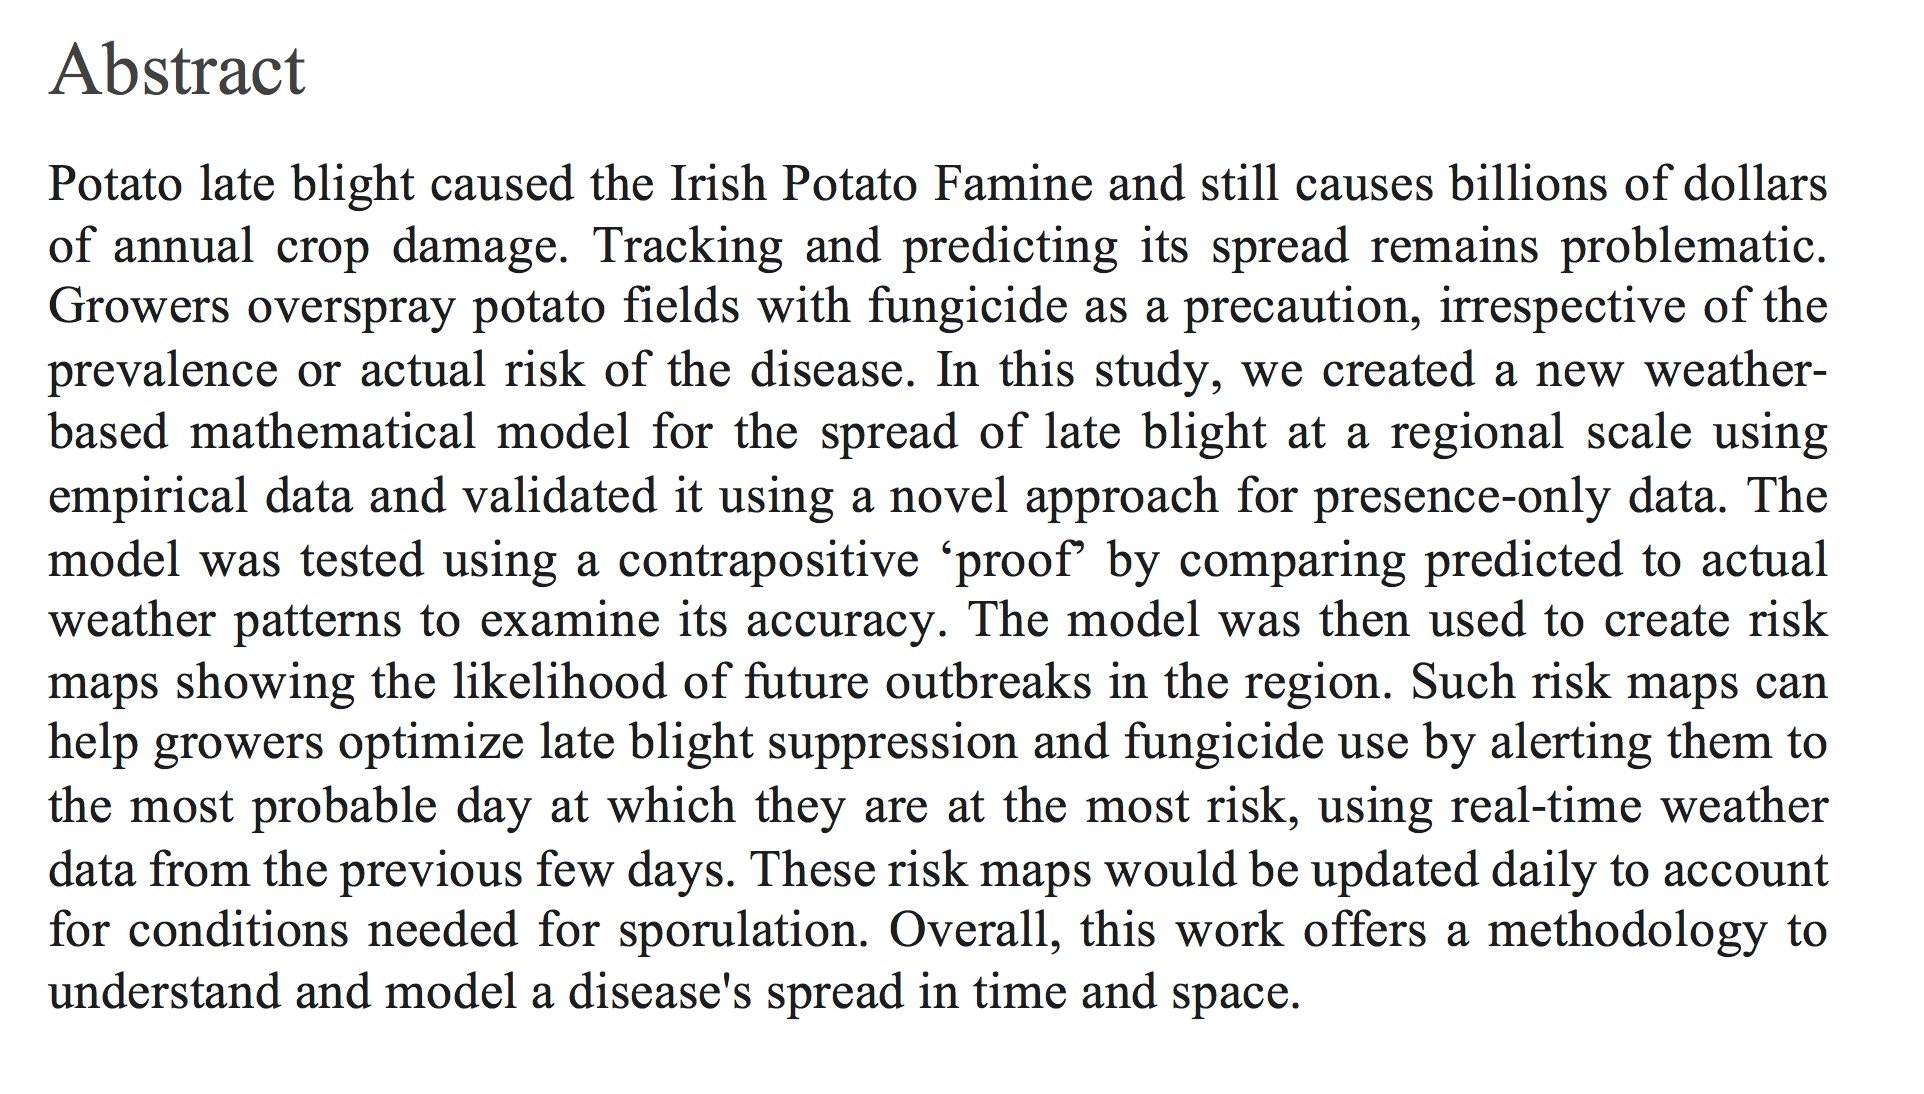 Abstract
Potato late blight caused the Irish Potato Famine and still causes billions of dollars
of annual crop damage. Tracking and predicting its spread remains problematic.
Growers overspray potato fields with fungicide as a precaution, irrespective of the
prevalence or actual risk of the disease. In this study, we created a new weather-
based mathematical model for the spread of late blight at a regional scale using
empirical data and validated it using a novel approach for presence-only data. The
model was tested using a contrapositive ‘proof’ by comparing predicted to actual
weather patterns to examine its accuracy. The model was then used to create risk
maps showing the likelihood of future outbreaks in the region. Such risk maps can
help growers optimize late blight suppression and fungicide use by alerting them to
the most probable day at which they are at the most risk, using real-time weather
data from the previous few days. These risk maps would be updated daily to account
for conditions needed for sporulation. Overall, this work offers a methodology to
understand and model a disease's spread in time and space.